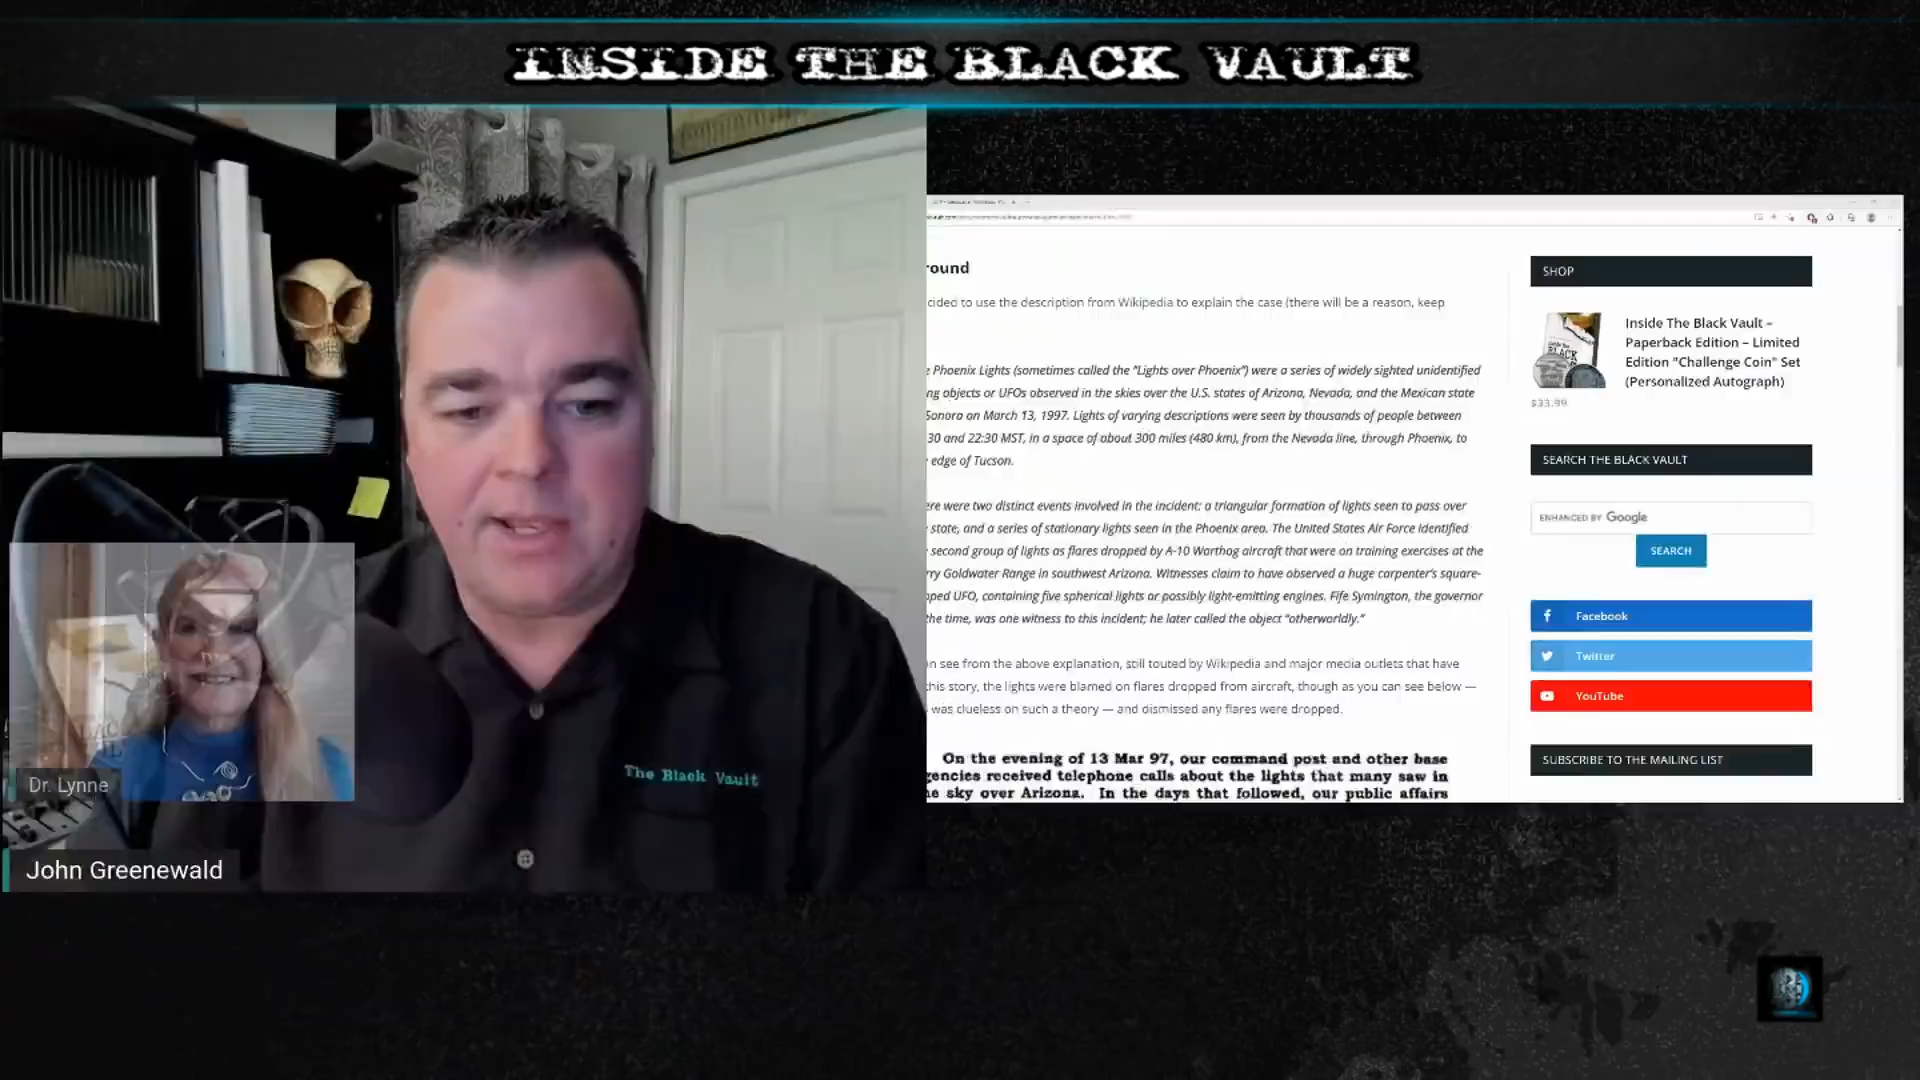 INSIDE THE BLACK VAULT
round
cided to use the description from Wikipedia to explain the case (there will be a reason, keep
e Phoenix Lights (sometimes called the "Lights over Phoenix") were a series of widely sighted unidentified
ng objects or UFOs observed in the skies over the U.S. states of Arizona, Nevada, and the Mexican state
Sonora on March 13, 1997. Lights of varying descriptions were seen by thousands of people between
30 and 22:30 MST, in a space of about 300 miles (480 km), from the Nevada line, through Phoenix, to
edge of Tucson.
ere were two distinct events involved in the incident: a triangular formation of lights seen to pass over
state, and a series of stationary lights seen in the Phoenix area. The United States Air Force identified
second group of lights as flares dropped by A-10 Warthog aircraft that were on training exercises at the
rry Goldwater Range in southwest Arizona. Witnesses claim to have observed a huge carpenter's square-
ped UFO, containing five spherical lights or possibly light-emitting engines. Fife Symington, the governor
the time, was one witness to this incident; he later called the object "otherworldly."
n see from the above explanation, still touted by Wikipedia and major media outlets that have
this story, the lights were blamed on flares dropped from aircraft, though as you can see below —
was clueless on such a theory — and dismissed any flares were dropped.
On the evening of 13 Mar 97, our command post and other base
gencies received telephone calls about the lights that many saw in
e sky over Arizona. In the days that followed, our public affairs
SHOP
Inside The Black Vault –
Paperback Edition – Limited
Edition "Challenge Coin" Set
(Personalized Autograph)
$33.99
SEARCH THE BLACK VAULT
ENHANCED BY Google
SEARCH
Facebook
Twitter
YouTube
SUBSCRIBE TO THE MAILING LIST
The Black Vault
Dr. Lynne
John Greenewald